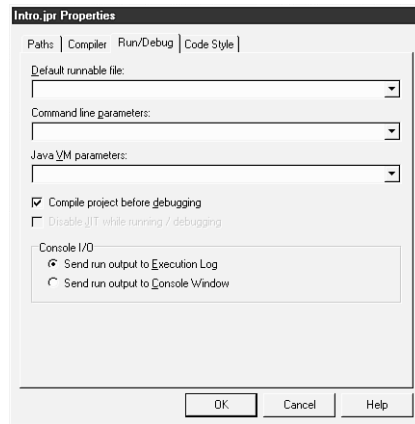 Intro.jpr Properties
Paths Compiler Run/Debug Code Style
Default runnable file:
Command line parameters:
Java VM parameters:
Compile project before debugging
Disable JIT while running / debugging
Console I/O
Send run output to Execution Log
Send run output to Console Window
OK Cancel Help